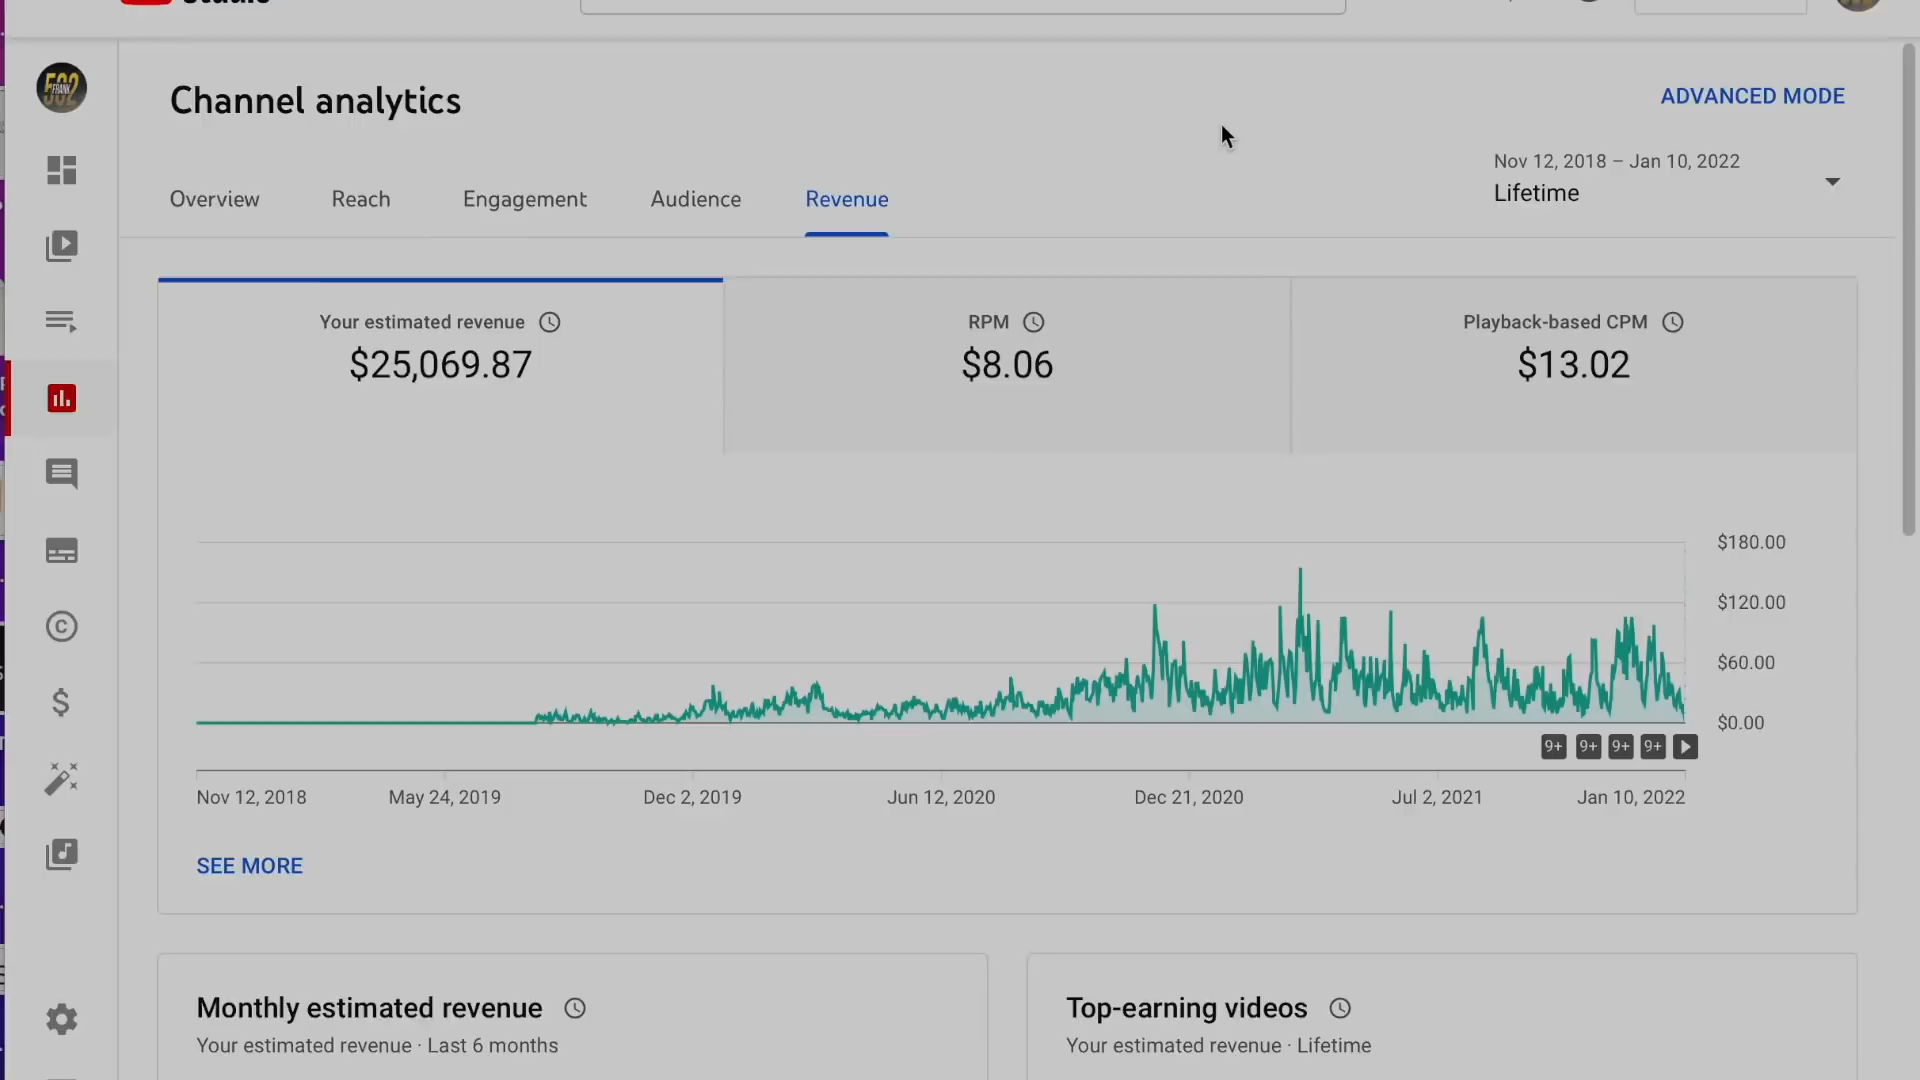 Studio
Channel analytics
ADVANCED MODE
Nov 12, 2018 – Jan 10, 2022
Lifetime
Overview
Reach
Engagement
Audience
Revenue
Your estimated revenue
$25,069.87
RPM
$8.06
Playback-based CPM
$13.02
$180.00
$120.00
$60.00
$0.00
9+
9+
9+
9+
Nov 12, 2018
May 24, 2019
Dec 2, 2019
Jun 12, 2020
Dec 21, 2020
Jul 2, 2021
Jan 10, 2022
SEE MORE
Monthly estimated revenue
Your estimated revenue · Last 6 months
Top-earning videos
Your estimated revenue · Lifetime